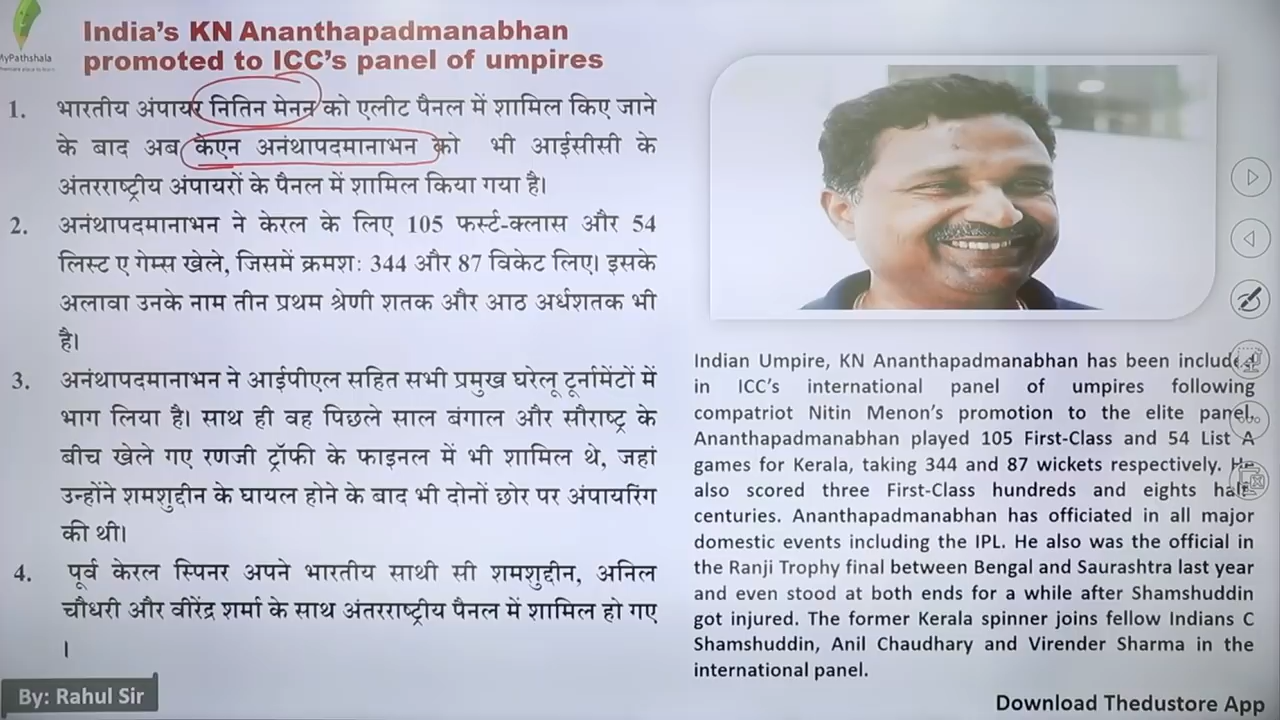 MyPathshala
India's KN Ananthapadmanabhan
promoted to ICC's panel of umpires
1. भारतीय अंपायर नितिन मेनन को एलीट पैनल में शामिल किए जाने
के बाद अब केएन अनंथापदमानाभन को भी आईसीसी के
अंतरराष्ट्रीय अंपायरों के पैनल में शामिल किया गया है।
2. अनंथापदमानाभन ने केरल के लिए 105 फर्स्ट-क्लास और 54
लिस्ट ए गेम्स खेले, जिसमें क्रमशः 344 और 87 विकेट लिए। इसके
अलावा उनके नाम तीन प्रथम श्रेणी शतक और आठ अर्धशतक भी
है।
3. अनंथापदमानाभन ने आईपीएल सहित सभी प्रमुख घरेलू टूर्नामेंटों में
भाग लिया है। साथ ही वह पिछले साल बंगाल और सौराष्ट्र के
बीच खेले गए रणजी ट्रॉफी के फाइनल में भी शामिल थे, जहां
उन्होंने शमशुद्दीन के घायल होने के बाद भी दोनों छोर पर अंपायरिंग
की थी।
4. पूर्व केरल स्पिनर अपने भारतीय साथी सी शमशुद्दीन, अनिल
चौधरी और वीरेंद्र शर्मा के साथ अंतरराष्ट्रीय पैनल में शामिल हो गए
।
Indian Umpire, KN Ananthapadmanabhan has been included
in ICC's international panel of umpires following
compatriot Nitin Menon's promotion to the elite panel.
Ananthapadmanabhan played 105 First-Class and 54 List A
games for Kerala, taking 344 and 87 wickets respectively. He
also scored three First-Class hundreds and eights half-
centuries. Ananthapadmanabhan has officiated in all major
domestic events including the IPL. He also was the official in
the Ranji Trophy final between Bengal and Saurashtra last year
and even stood at both ends for a while after Shamshuddin
got injured. The former Kerala spinner joins fellow Indians C
Shamshuddin, Anil Chaudhary and Virender Sharma in the
international panel.
By: Rahul Sir
Download Thedustore App